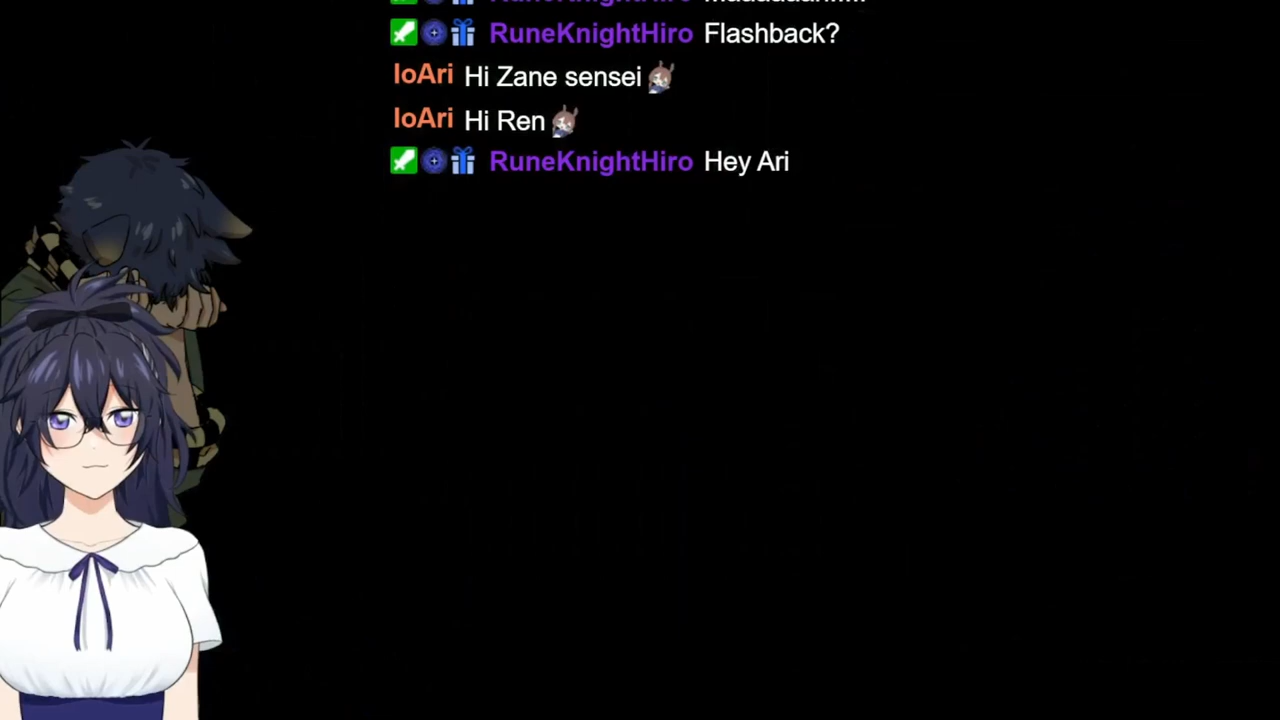 RuneKnightHiro Flashback?
IoAri Hi Zane sensei
IoAri Hi Ren
RuneKnightHiro Hey Ari